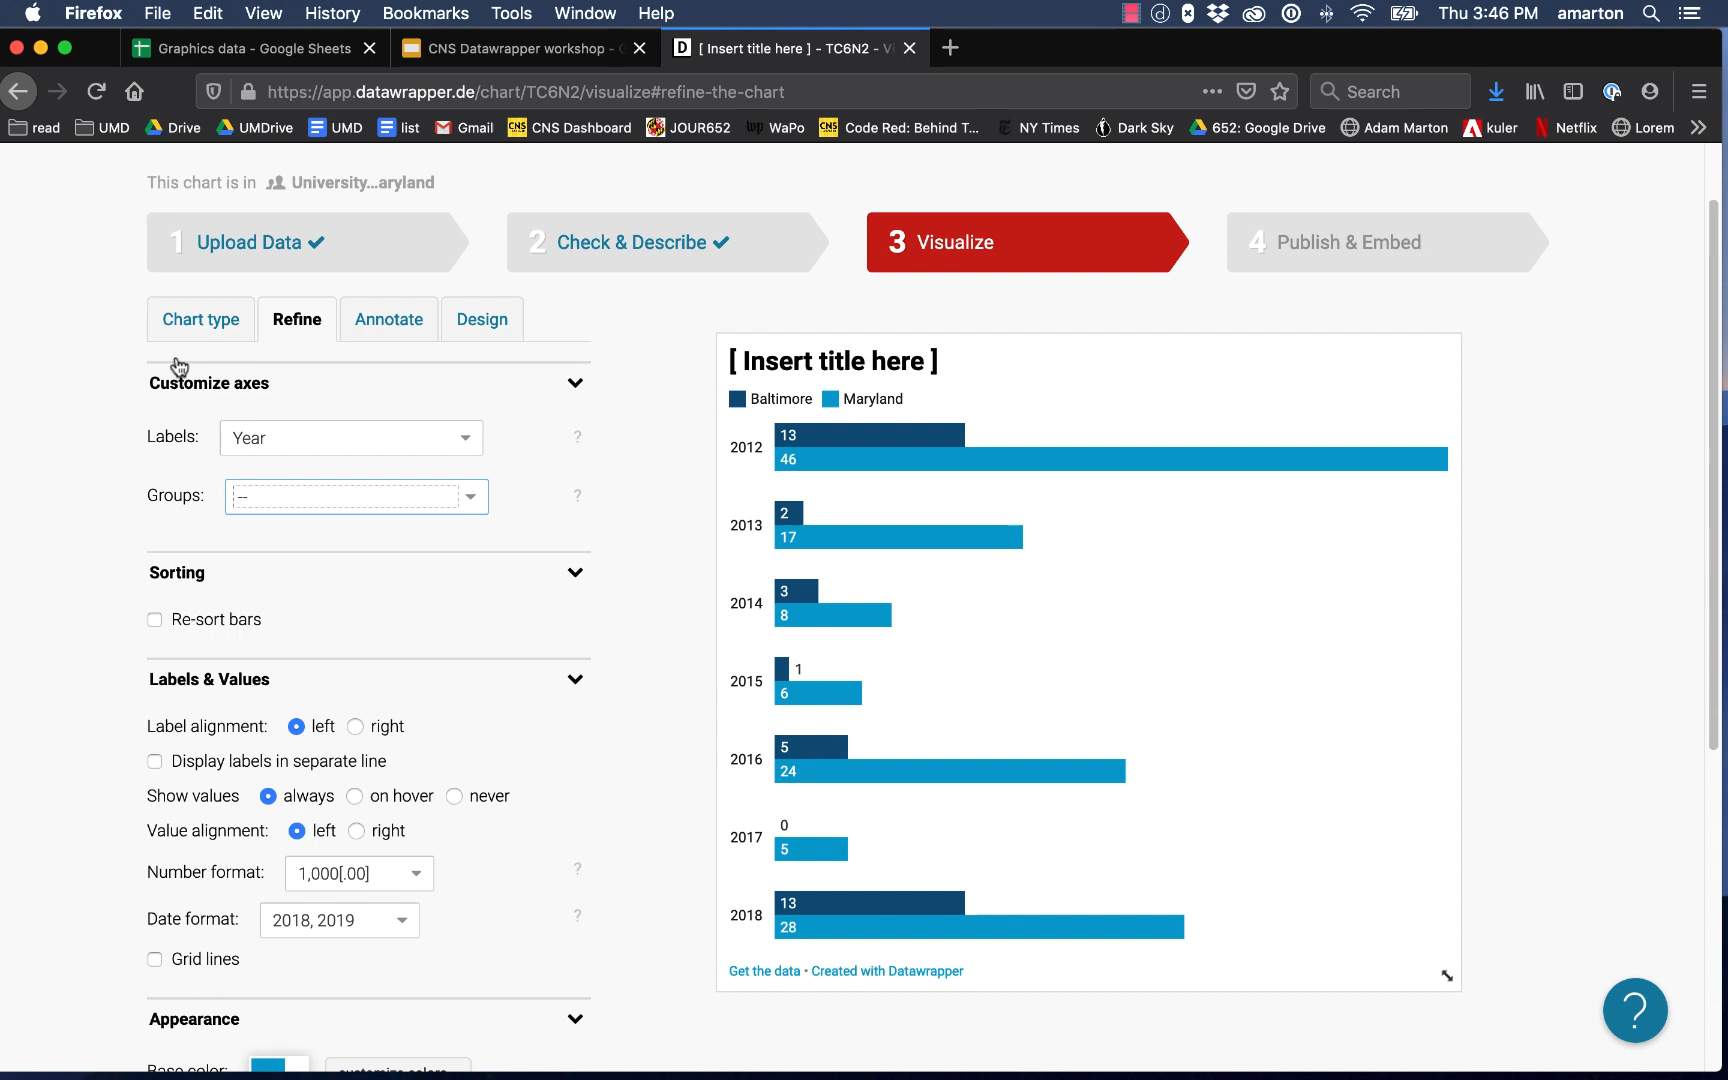 Firefox File Edit View History Bookmarks Tools Window Help Thu 3:46 PM amarton
Graphics data - Google Sheets CNS Datawrapper workshop - [ Insert title here ] - TC6N2 -
https://app.datawrapper.de/chart/TC6N2/visualize#refine-the-chart Search
read UMD Drive UMDrive UMD list Gmail CNS Dashboard JOUR652 WaPo Code Red: Behind T... NY Times Dark Sky 652: Google Drive Adam Marton kuler Netflix Lorem
This chart is in University...aryland
1 Upload Data 2 Check & Describe 3 Visualize 4 Publish & Embed
Chart type Refine Annotate Design
Customize axes
Labels: Year ?
Groups: -- ?
Sorting
Re-sort bars
Labels & Values
Label alignment: left right
Display labels in separate line
Show values always on hover never
Value alignment: left right
Number format: 1,000[.00] ?
Date format: 2018, 2019 ?
Grid lines
Appearance
Base color: customize colors
[ Insert title here ]
Baltimore Maryland
2012 13 46
2013 2 17
2014 3 8
2015 1 6
2016 5 24
2017 0 5
2018 13 28
Get the data • Created with Datawrapper
?